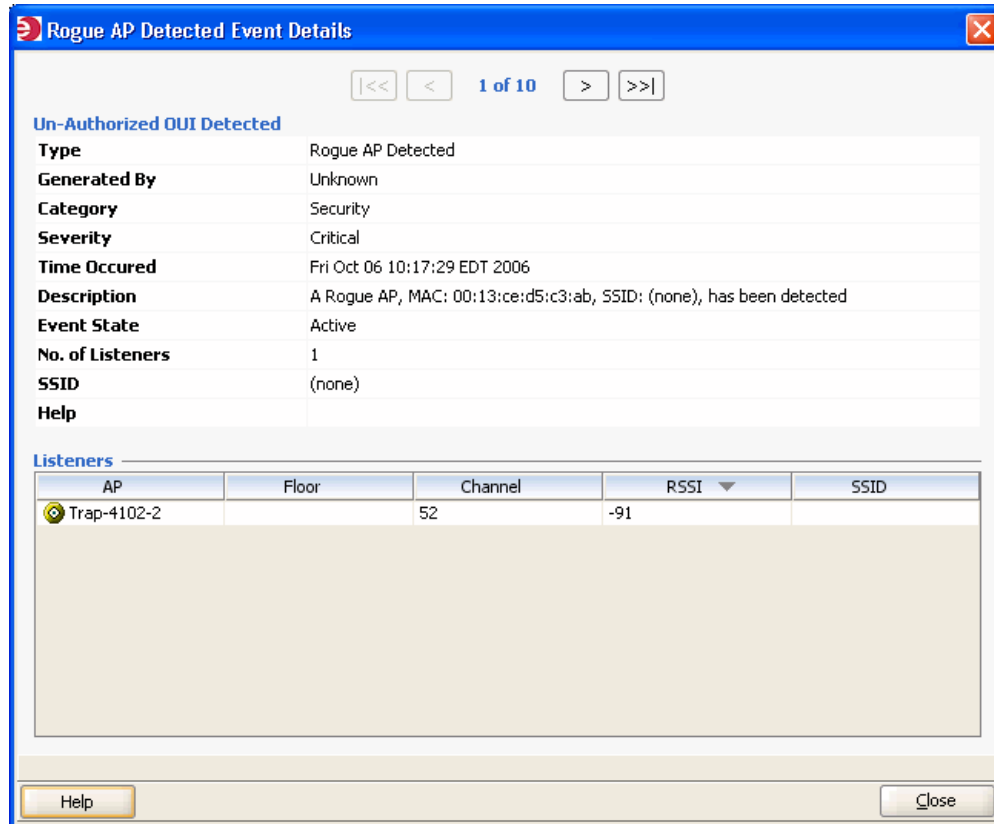 Rogue AP Detected Event Details
|<< < 1 of 10 > >>|
Un-Authorized OUI Detected
Type Rogue AP Detected
Generated By Unknown
Category Security
Severity Critical
Time Occured Fri Oct 06 10:17:29 EDT 2006
Description A Rogue AP, MAC: 00:13:ce:d5:c3:ab, SSID: (none), has been detected
Event State Active
No. of Listeners 1
SSID (none)
Help
Listeners
AP Floor Channel RSSI SSID
Trap-4102-2 52 -91
Help Close